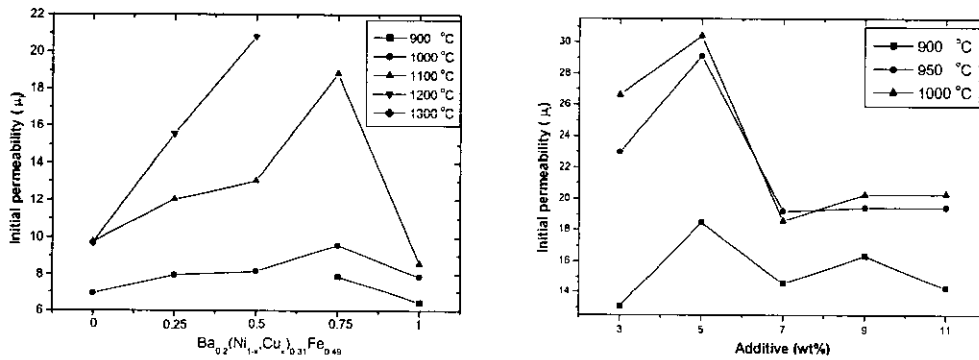 Initial permeability ( μi)
22
20
18
16
14
12
10
8
6
0
0.25
0.5
0.75
1
Ba0.2(Ni1-x,Cux)0.31Fe0.49
900 °C
1000 °C
1100 °C
1200 °C
1300 °C
Initial permeability ( μi)
30
28
26
24
22
20
18
16
14
3
5
7
9
11
Additive (wt%)
900 °C
950 °C
1000 °C